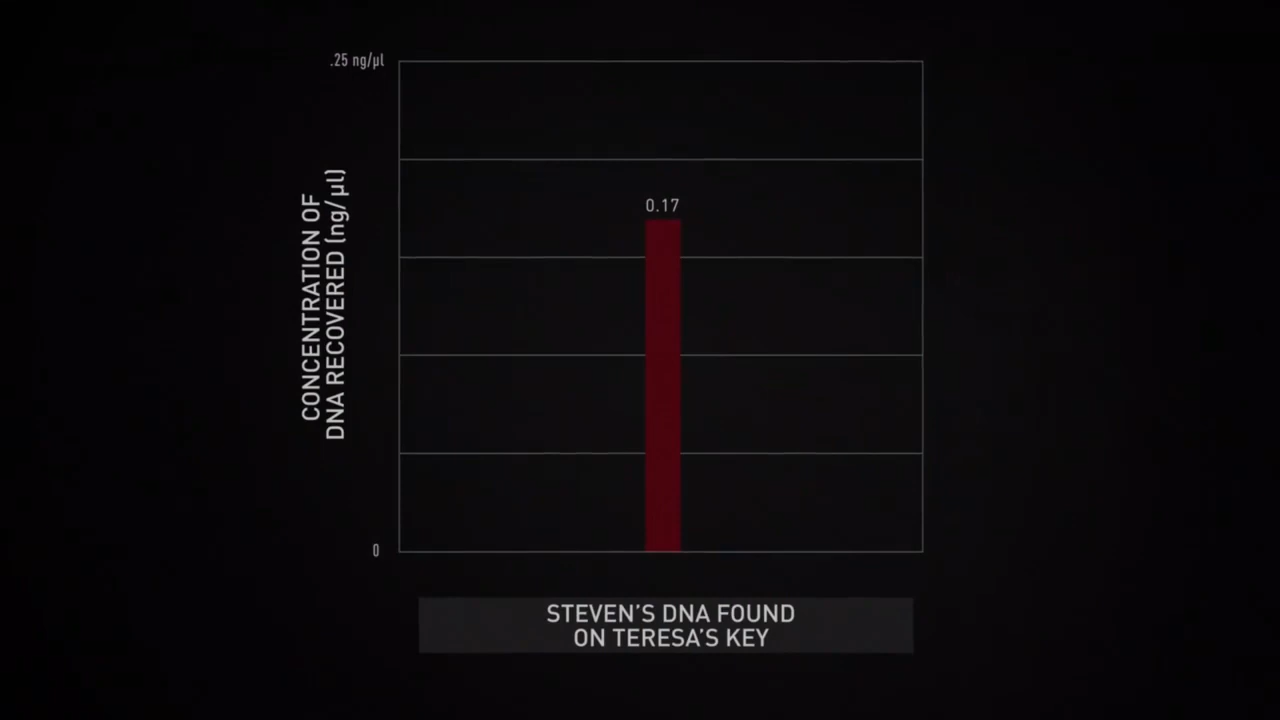 .25 ng/µl
CONCENTRATION OF
DNA RECOVERED (ng/µl)
0.17
0
STEVEN'S DNA FOUND
ON TERESA'S KEY